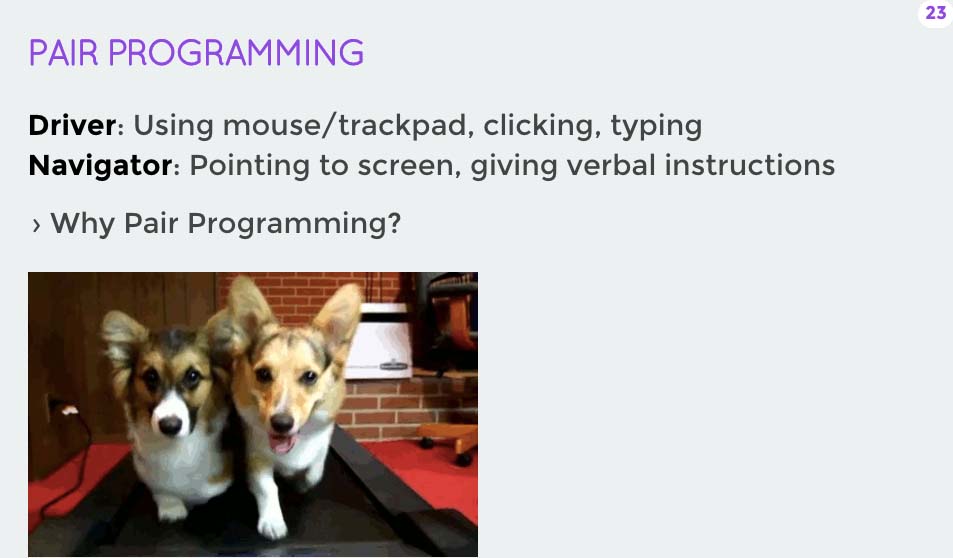 23
PAIR PROGRAMMING
Driver: Using mouse/trackpad, clicking, typing
Navigator: Pointing to screen, giving verbal instructions
› Why Pair Programming?